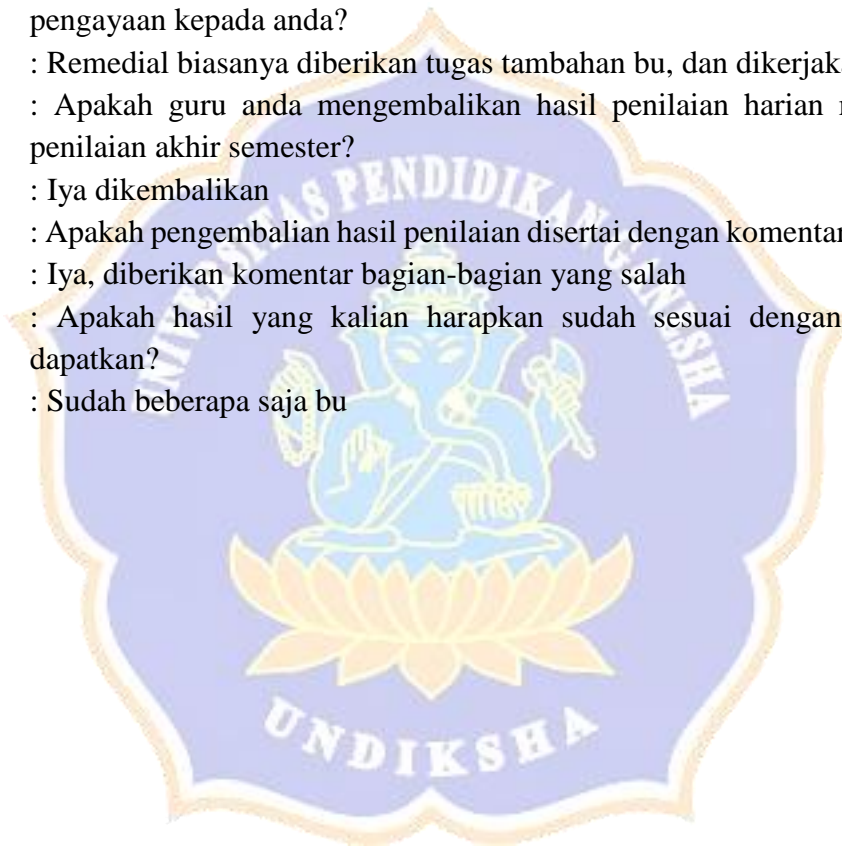 pengayaan kepada anda?
: Remedial biasanya diberikan tugas tambahan bu, dan
: Apakah guru anda mengembalikan hasil penilaian harian
penilaian akhir semester?
: Iya dikembalikan
: Apakah pengembalian hasil penilaian disertai dengan komentar
: Iya, diberikan komentar bagian-bagian yang salah
: Apakah hasil yang kalian harapkan sudah sesuai dengan
dapatkan?
: Sudah beberapa saja bu
UNIVERSITAS PENDIDIKAN GANESHA
UNDIKSHA